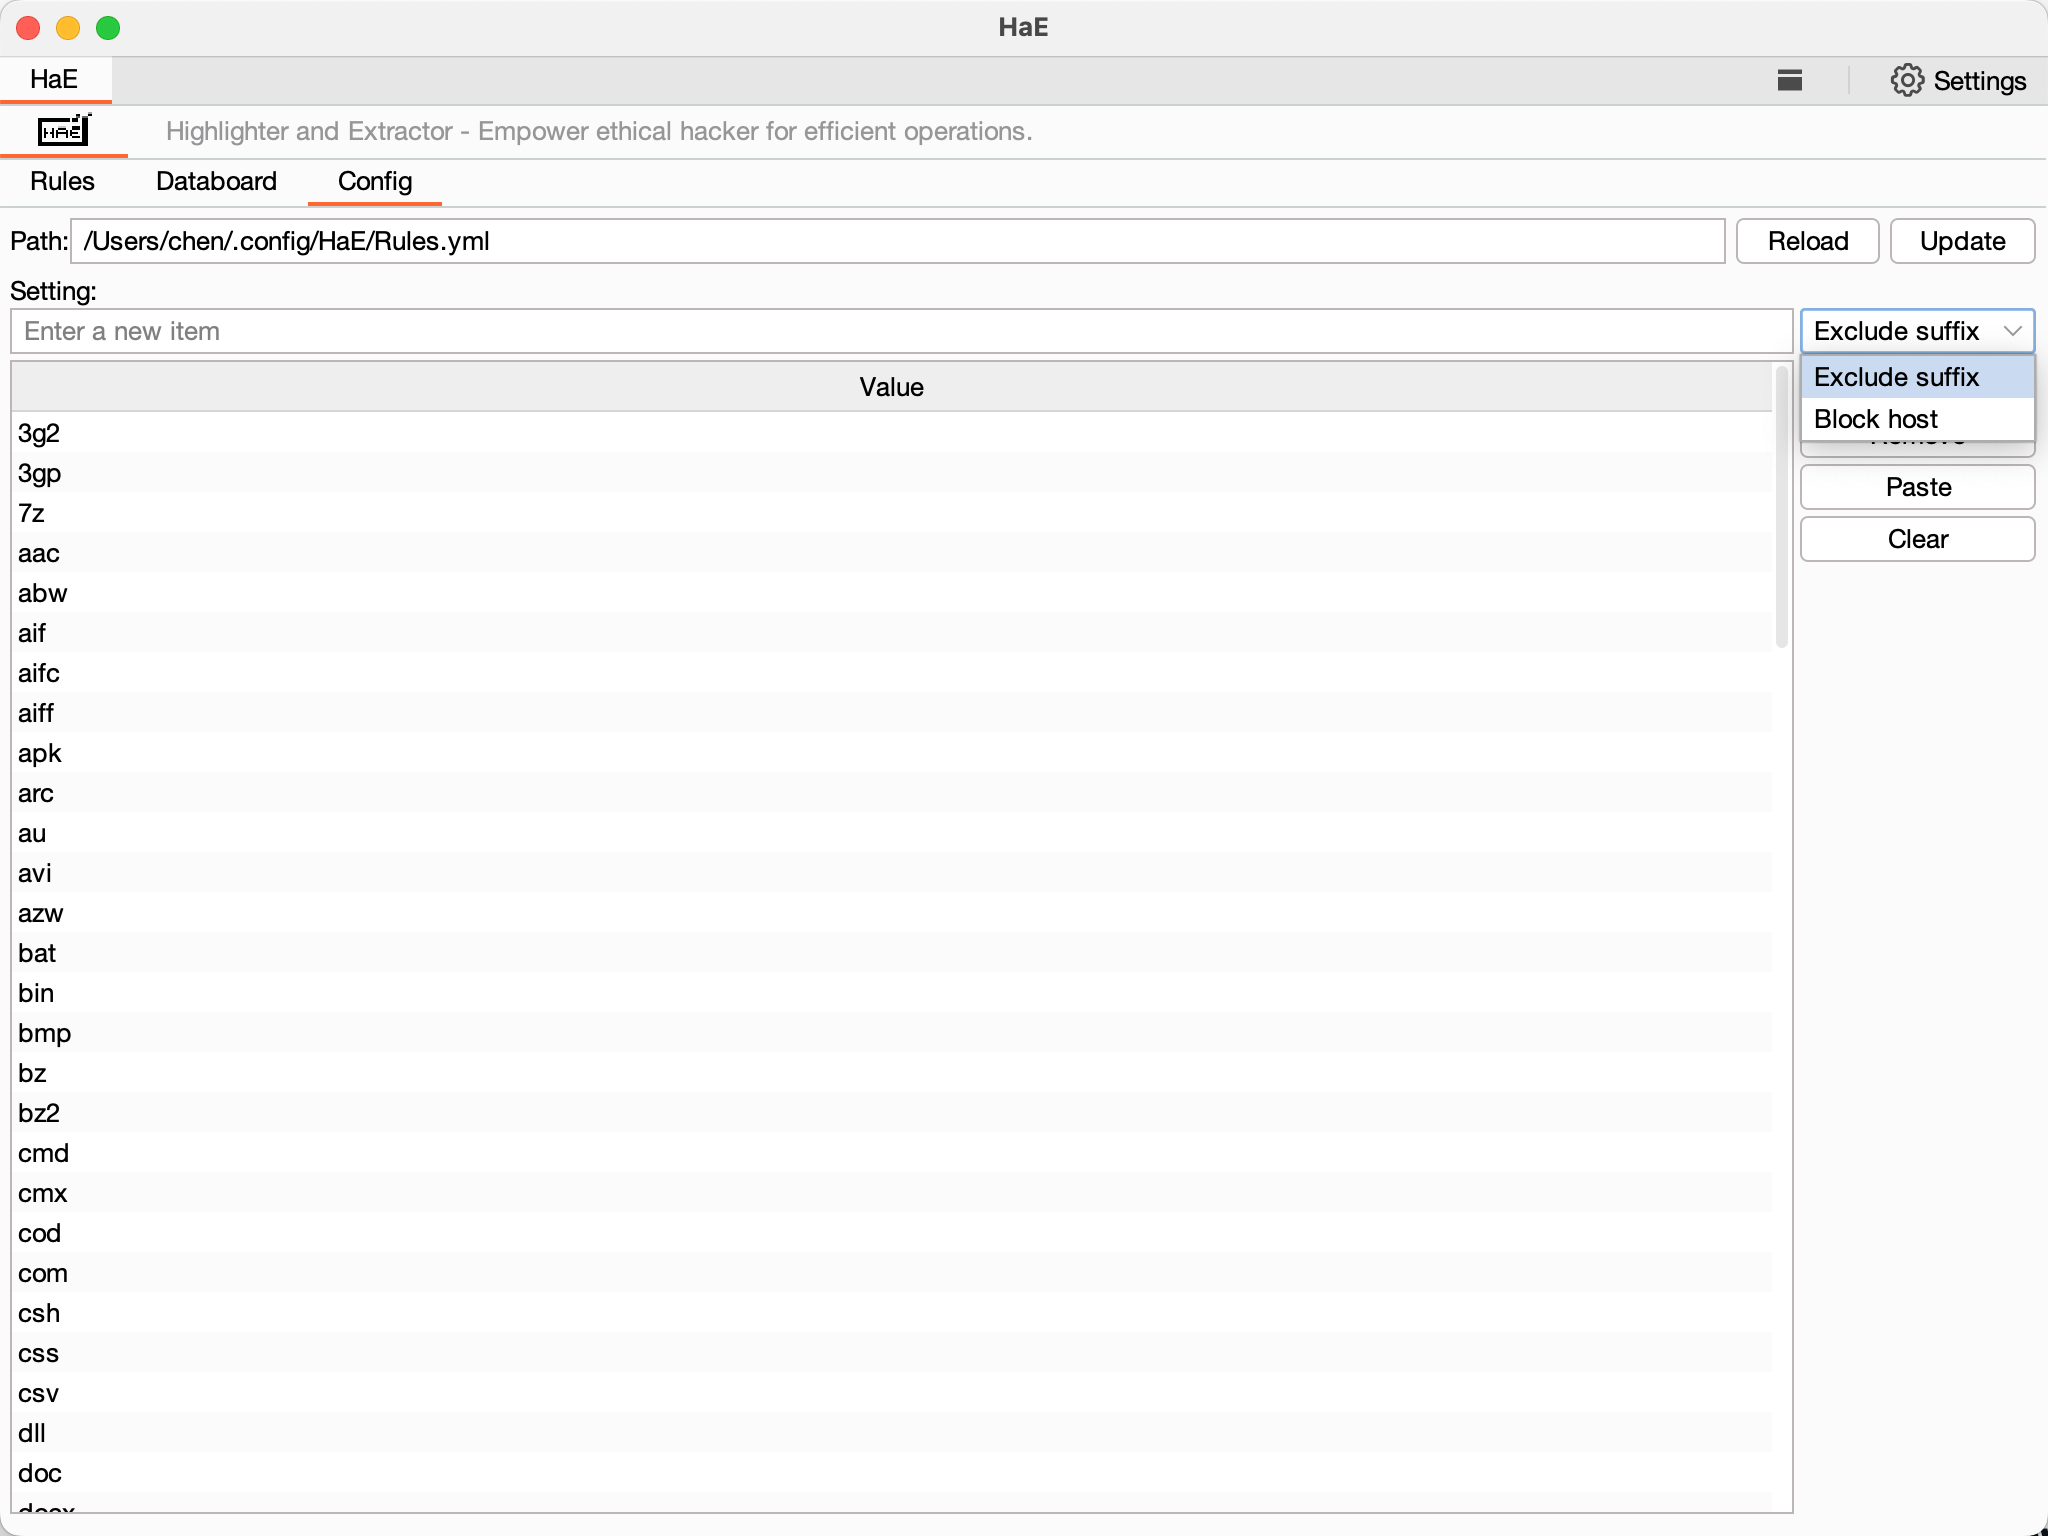 HaE
HaE
Settings
HAE
Highlighter and Extractor - Empower ethical hacker for efficient operations.
Rules Databoard Config
Path: /Users/chen/.config/HaE/Rules.yml Reload Update
Setting:
Enter a new item Exclude suffix
Value
Exclude suffix
Block host
Paste
Clear
3g2
3gp
7z
aac
abw
aif
aifc
aiff
apk
arc
au
avi
azw
bat
bin
bmp
bz
bz2
cmd
cmx
cod
com
csh
css
csv
dll
doc